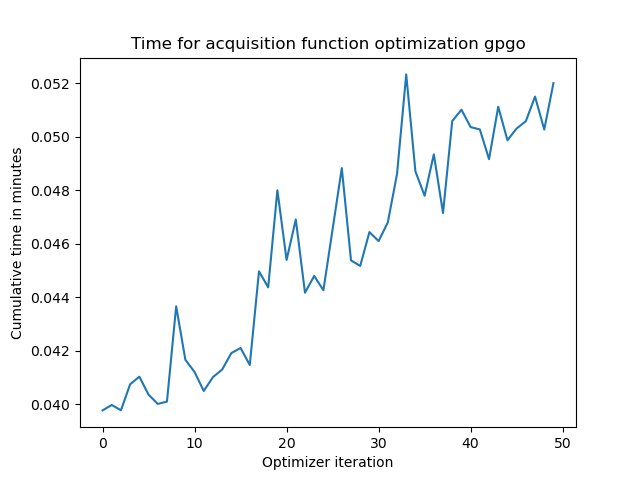 Time for acquisition function optimization gpgo
Cumulative time in minutes
0.052
0.050
0.048
0.046
0.044
0.042
0.040
0 10 20 30 40 50
Optimizer iteration